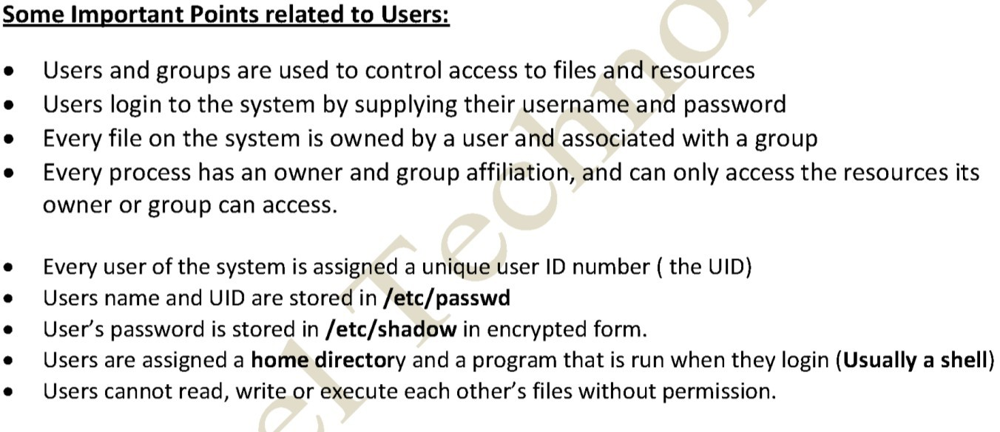 Some Important Points related to Users:
• Users and groups are used to control access to files and resources
• Users login to the system by supplying their username and password
• Every file on the system is owned by a user and associated with a group
• Every process has an owner and group affiliation, and can only access the resources its
owner or group can access.
• Every user of the system is assigned a unique user ID number ( the UID)
• Users name and UID are stored in /etc/passwd
• User’s password is stored in /etc/shadow in encrypted form.
• Users are assigned a home directory and a program that is run when they login (Usually a shell)
• Users cannot read, write or execute each other’s files without permission.